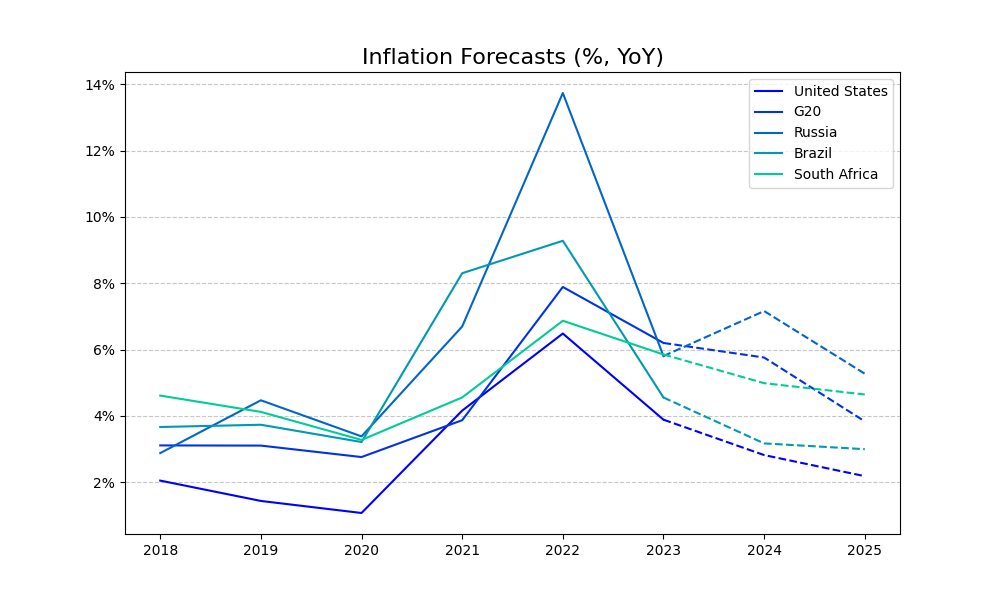 Inflation Forecasts (%, YoY)
United States
G20
Russia
Brazil
South Africa
14%
12%
10%
8%
6%
4%
2%
2018 2019 2020 2021 2022 2023 2024 2025